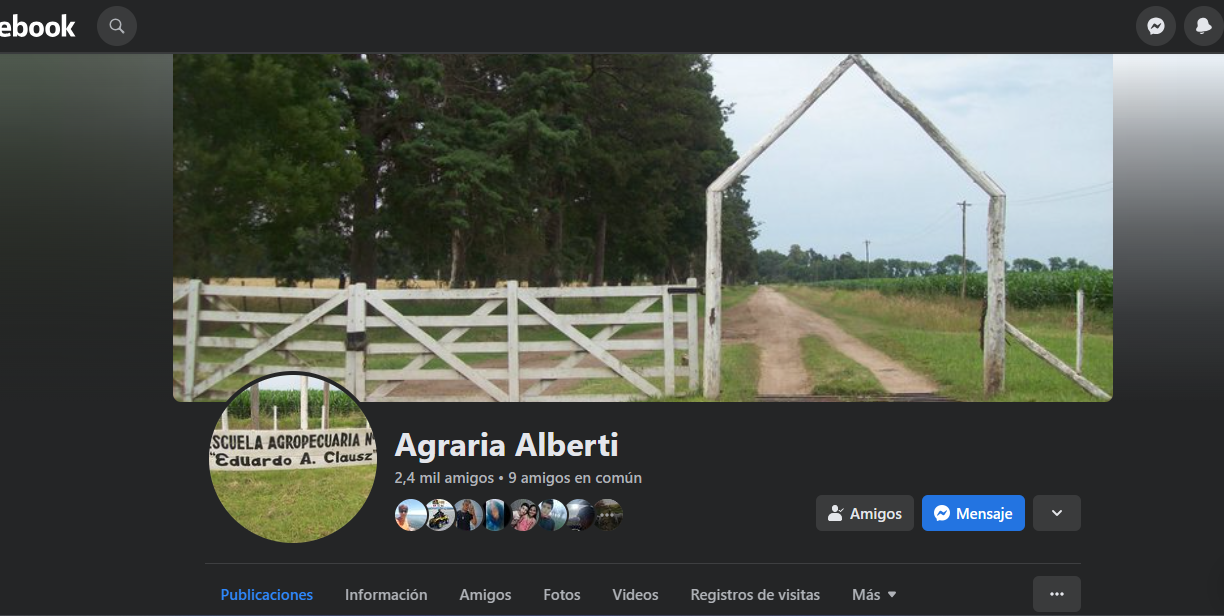 ebook
SCUELA AGROPECUARIA N
"Eduardo A. Clausz"
Agraria Alberti
2,4 mil amigos • 9 amigos en común
Amigos
Mensaje
Publicaciones Información Amigos Fotos Videos Registros de visitas Más